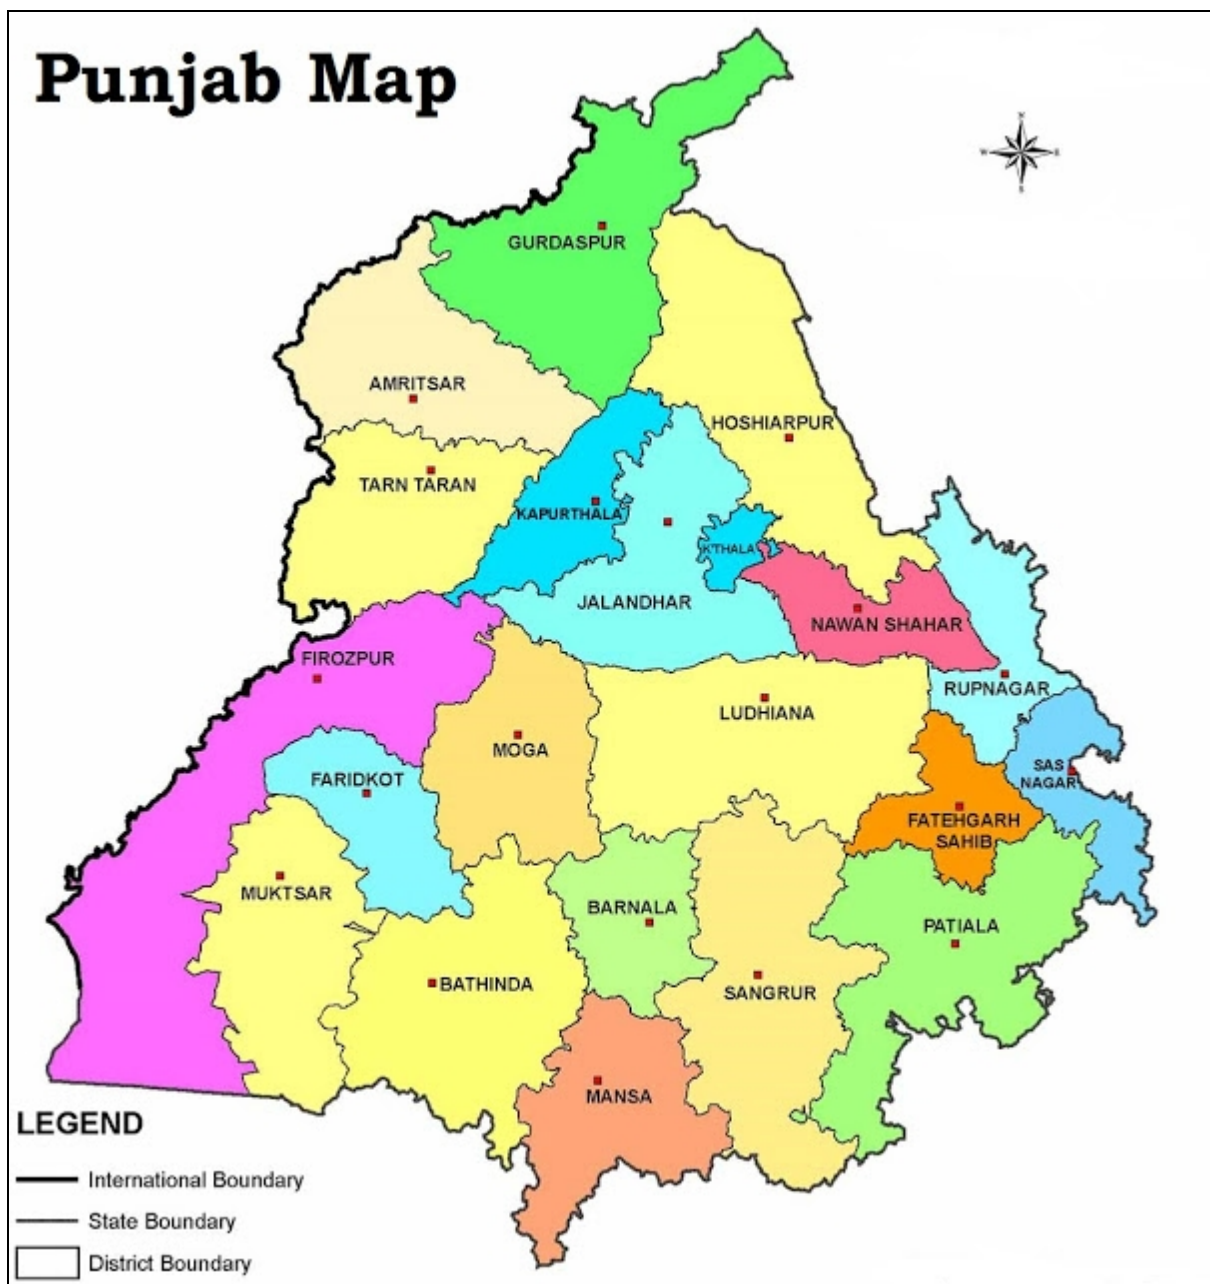 Punjab Map
N
W
E
S
GURDASPUR
AMRITSAR
HOSHIARPUR
TARN TARAN
KAPURTHALA
K'THALA
JALANDHAR
NAWAN SHAHAR
FIROZPUR
RUPNAGAR
LUDHIANA
MOGA
SAS
NAGAR
FARIDKOT
FATEHGARH
SAHIB
MUKTSAR
BARNALA
PATIALA
BATHINDA
SANGRUR
MANSA
LEGEND
International Boundary
State Boundary
District Boundary